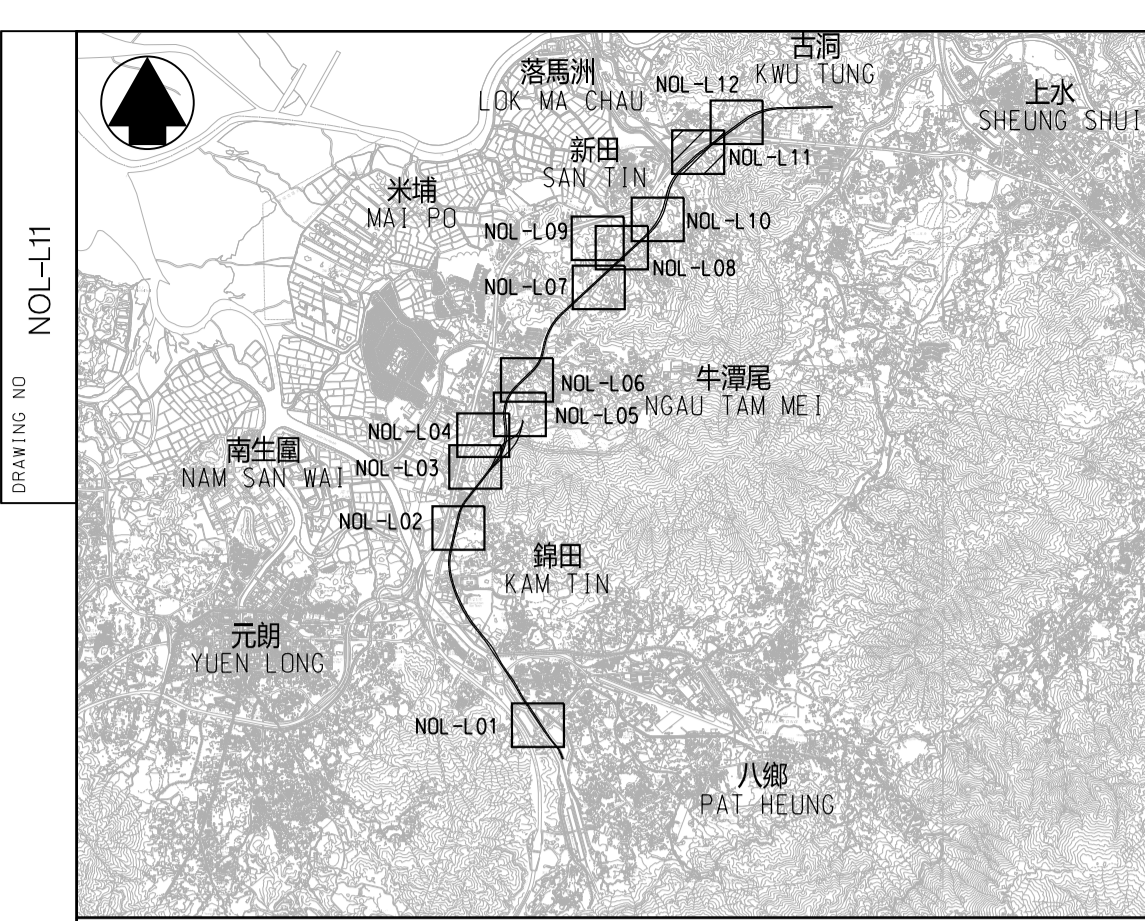 DRAWING NO
NOL-L11
古洞
KWU TUNG
落馬洲
LOK MA CHAU
NOL-L12
上水
SHEUNG SHUI
新田
SAN TIN
NOL-L11
米埔
MAI PO
NOL-L09
NOL-L10
NOL-L08
NOL-L07
NOL-L06
牛潭尾
NGAU TAM MEI
NOL-L05
NOL-L04
南生圍
NAM SAN WAI
NOL-L03
NOL-L02
錦田
KAM TIN
元朗
YUEN LONG
NOL-L01
八鄉
PAT HEUNG